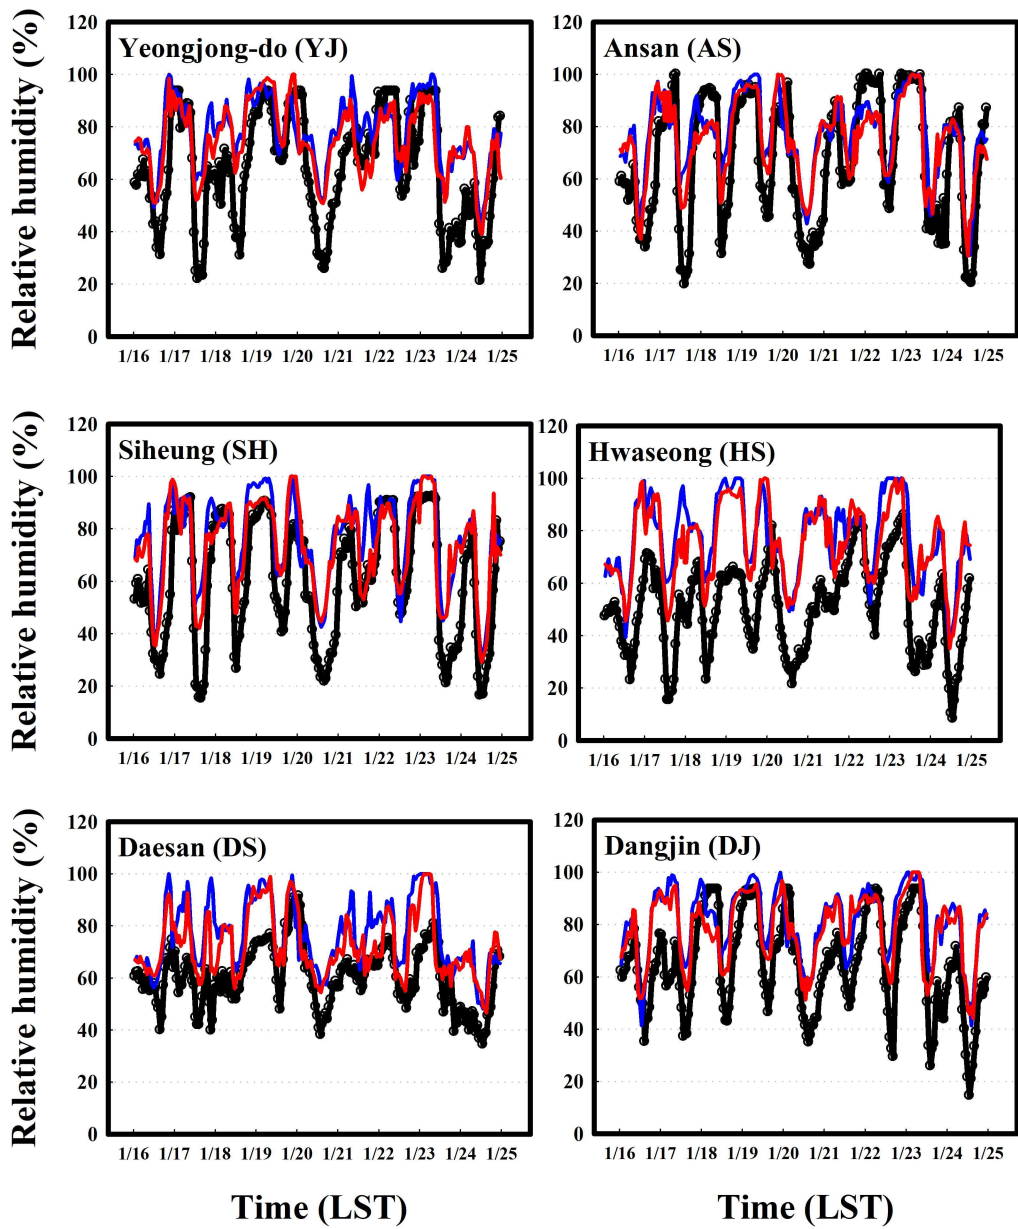 Relative humidity (%)
120
100
80
60
40
20
0
Yeongjong-do (YJ)
1/16 1/17 1/18 1/19 1/20 1/21 1/22 1/23 1/24 1/25
120
100
80
60
40
20
0
Ansan (AS)
1/16 1/17 1/18 1/19 1/20 1/21 1/22 1/23 1/24 1/25
Relative humidity (%)
120
100
80
60
40
20
0
Siheung (SH)
1/16 1/17 1/18 1/19 1/20 1/21 1/22 1/23 1/24 1/25
120
100
80
60
40
20
0
Hwaseong (HS)
1/16 1/17 1/18 1/19 1/20 1/21 1/22 1/23 1/24 1/25
Relative humidity (%)
120
100
80
60
40
20
0
Daesan (DS)
1/16 1/17 1/18 1/19 1/20 1/21 1/22 1/23 1/24 1/25
120
100
80
60
40
20
0
Dangjin (DJ)
1/16 1/17 1/18 1/19 1/20 1/21 1/22 1/23 1/24 1/25
Time (LST)
Time (LST)